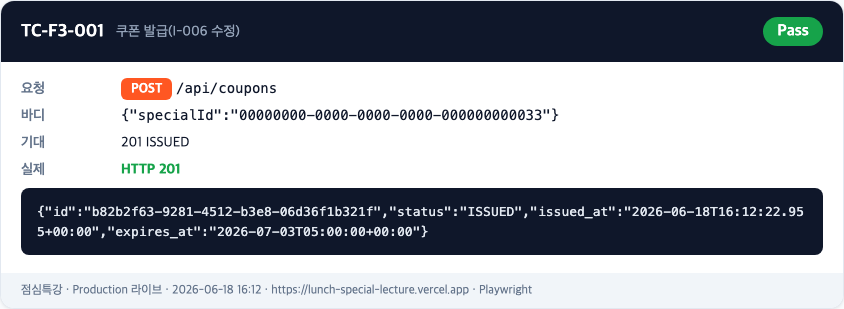 TC-F3-001 쿠폰 발급(I-006 수정) Pass
요청 POST /api/coupons
바디 {"specialId":"00000000-0000-0000-0000-000000000033"}
기대 201 ISSUED
실제 HTTP 201
{"id":"b82b2f63-9281-4512-b3e8-06d36f1b321f","status":"ISSUED","issued_at":"2026-06-18T16:12:22.95
5+00:00","expires_at":"2026-07-03T05:00:00+00:00"}
점심특강 · Production 라이브 · 2026-06-18 16:12 · https://lunch-special-lecture.vercel.app · Playwright